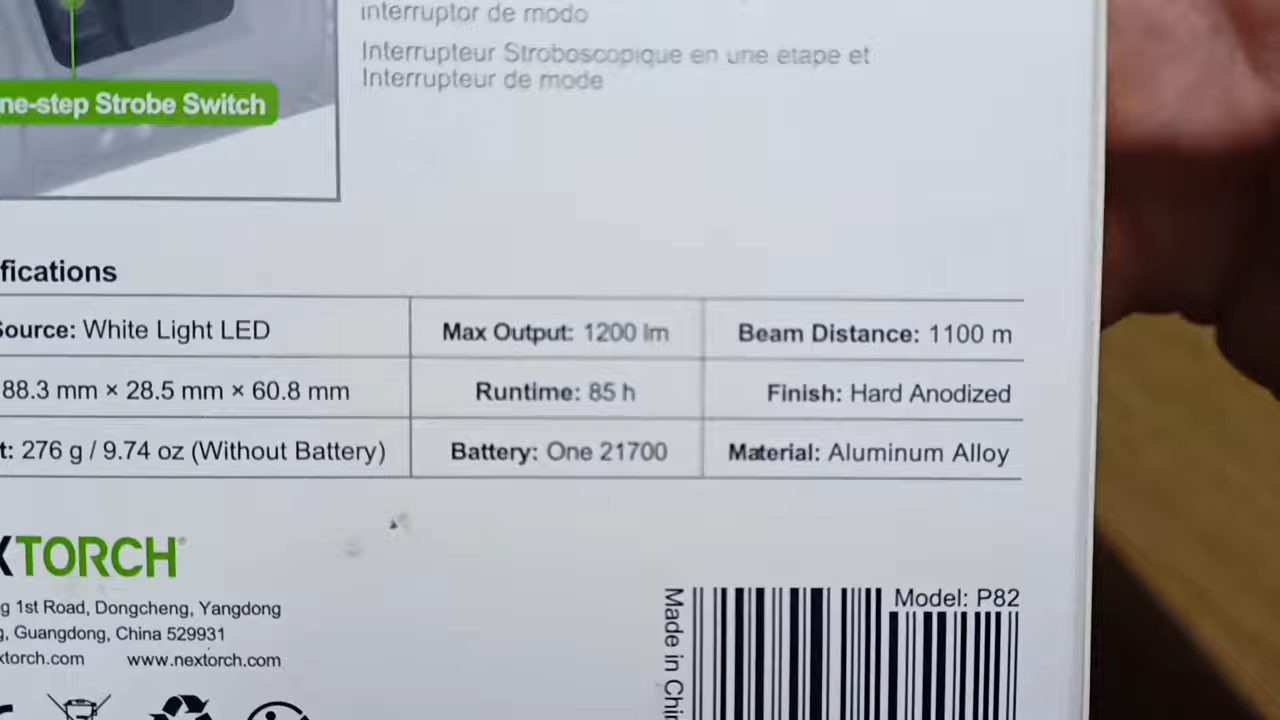 interruptor de modo
Interrupteur Stroboscopique en une etape et
Interrupteur de mode
ne-step Strobe Switch
fications
Source: White Light LED
Max Output: 1200 lm
Beam Distance: 1100 m
88.3 mm × 28.5 mm × 60.8 mm
Runtime: 85 h
Finish: Hard Anodized
t: 276 g / 9.74 oz (Without Battery)
Battery: One 21700
Material: Aluminum Alloy
XTORCH®
g 1st Road, Dongcheng, Yangdong
g, Guangdong, China 529931
xtorch.com www.nextorch.com
Made in Chin
Model: P82